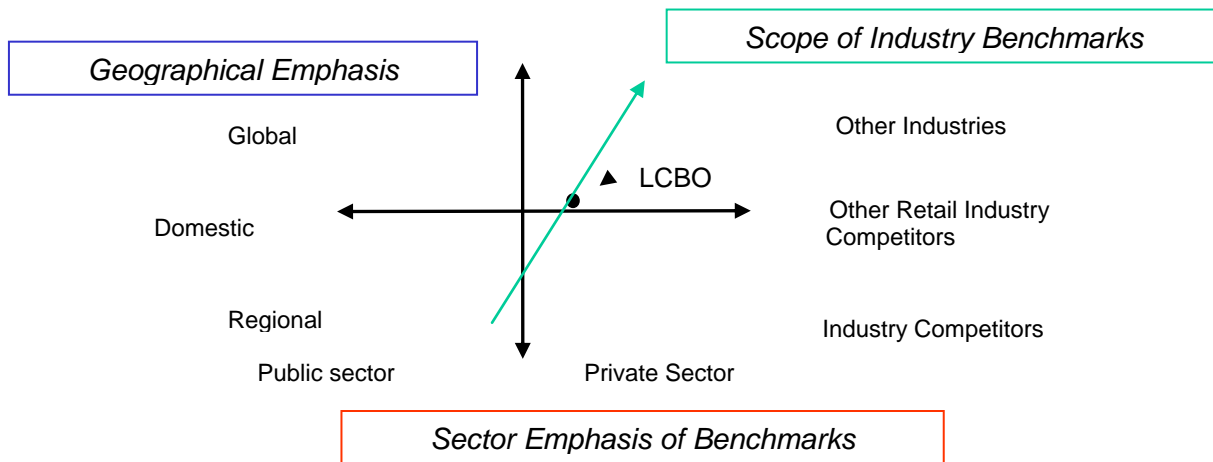 Scope of Industry Benchmarks
Geographical Emphasis
Global
Other Industries
LCBO
Domestic
Other Retail Industry
Competitors
Regional
Industry Competitors
Public sector
Private Sector
Sector Emphasis of Benchmarks